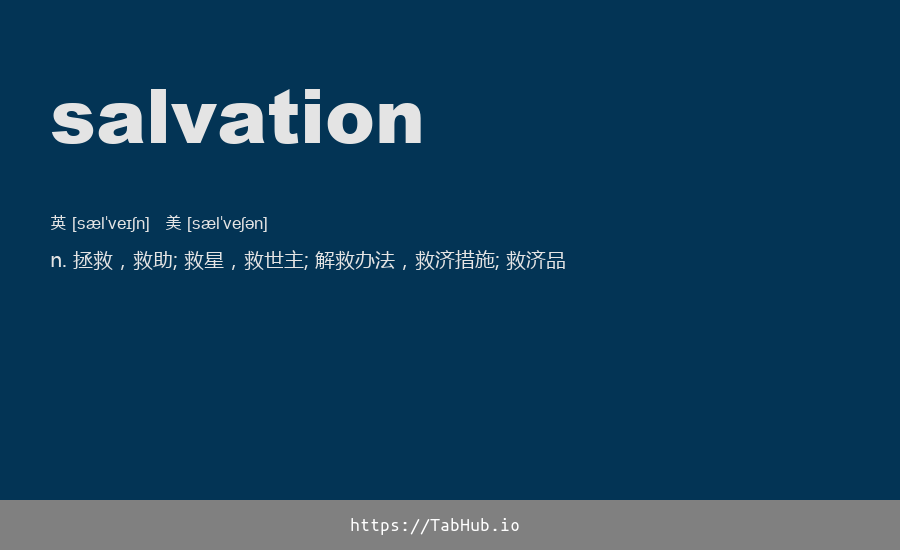 salvation
英 [sælˈveɪʃn] 美 [sælˈveʃən]
n. 拯救，救助; 救星，救世主; 解救办法，救济措施; 救济品
https://TabHub.io